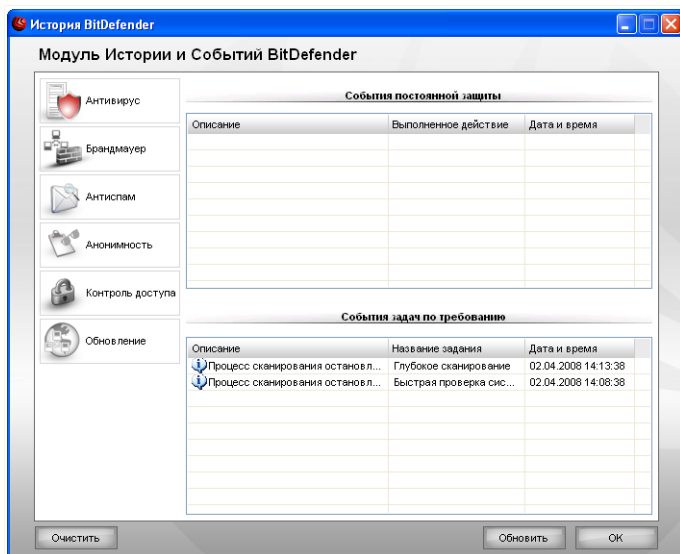 История BitDefender
Модуль Истории и Событий BitDefender
Антивирус
Брандмауер
Антиспам
Анонимность
Контроль доступа
Обновление
События постоянной защиты
Описание Выполненное действие Дата и время
События задач по требованию
Описание Название задания Дата и время
Процесс сканирования остановл... Глубокое сканирование 02.04.2008 14:13:38
Процесс сканирования остановл... Быстрая проверка сис... 02.04.2008 14:08:38
Очистить Обновить OK